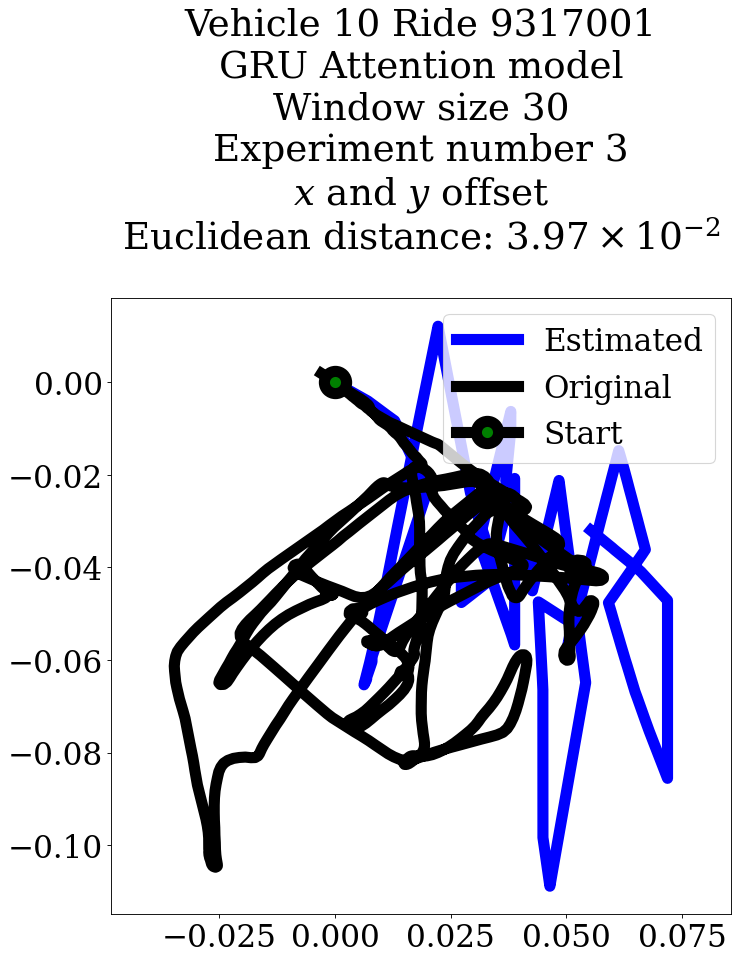 Vehicle 10 Ride 9317001
GRU Attention model
Window size 30
Experiment number 3
x and y offset
Euclidean distance: 3.97 × 10⁻²
Estimated
Original
Start
0.00
−0.02
−0.04
−0.06
−0.08
−0.10
−0.025 0.000 0.025 0.050 0.075